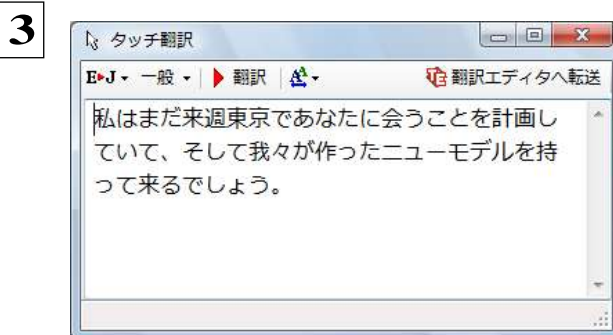 3
タッチ翻訳
E▶J 一般 翻訳 翻訳エディタへ転送
私はまだ来週東京であなたに会うことを計画し
ていて、そして我々が作ったニューモデルを持
って来るでしょう。